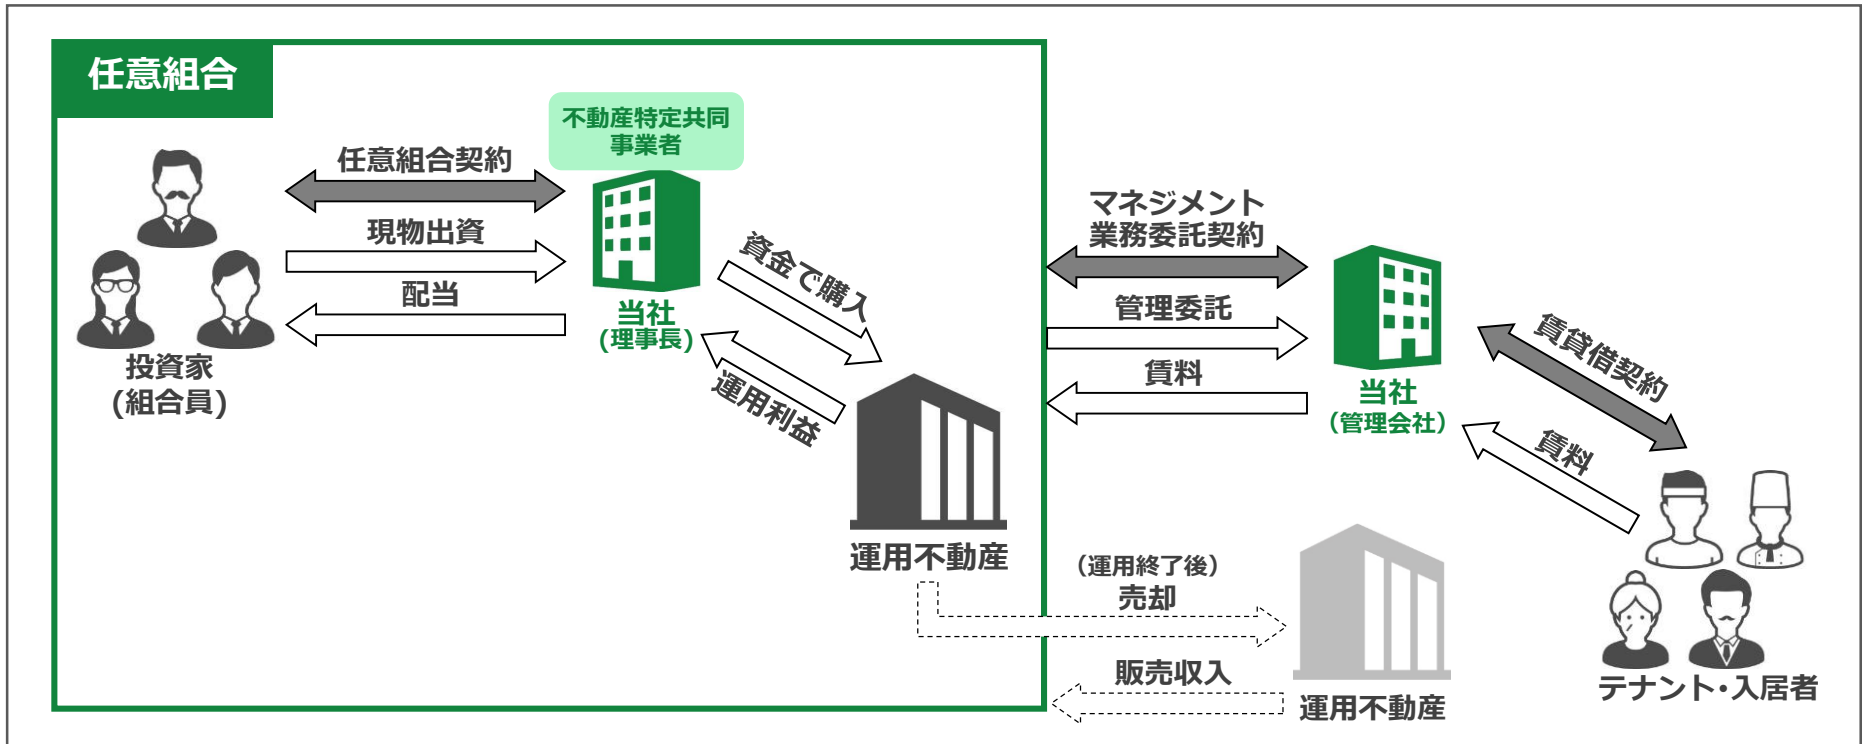 任意組合
不動産特定共同
事業者
任意組合契約
現物出資
配当
投資家
(組合員)
当社
(理事長)
資金で購入
運用利益
運用不動産
マネジメント
業務委託契約
管理委託
賃料
当社
(管理会社)
賃貸借契約
賃料
テナント・入居者
(運用終了後)
売却
販売収入
運用不動産